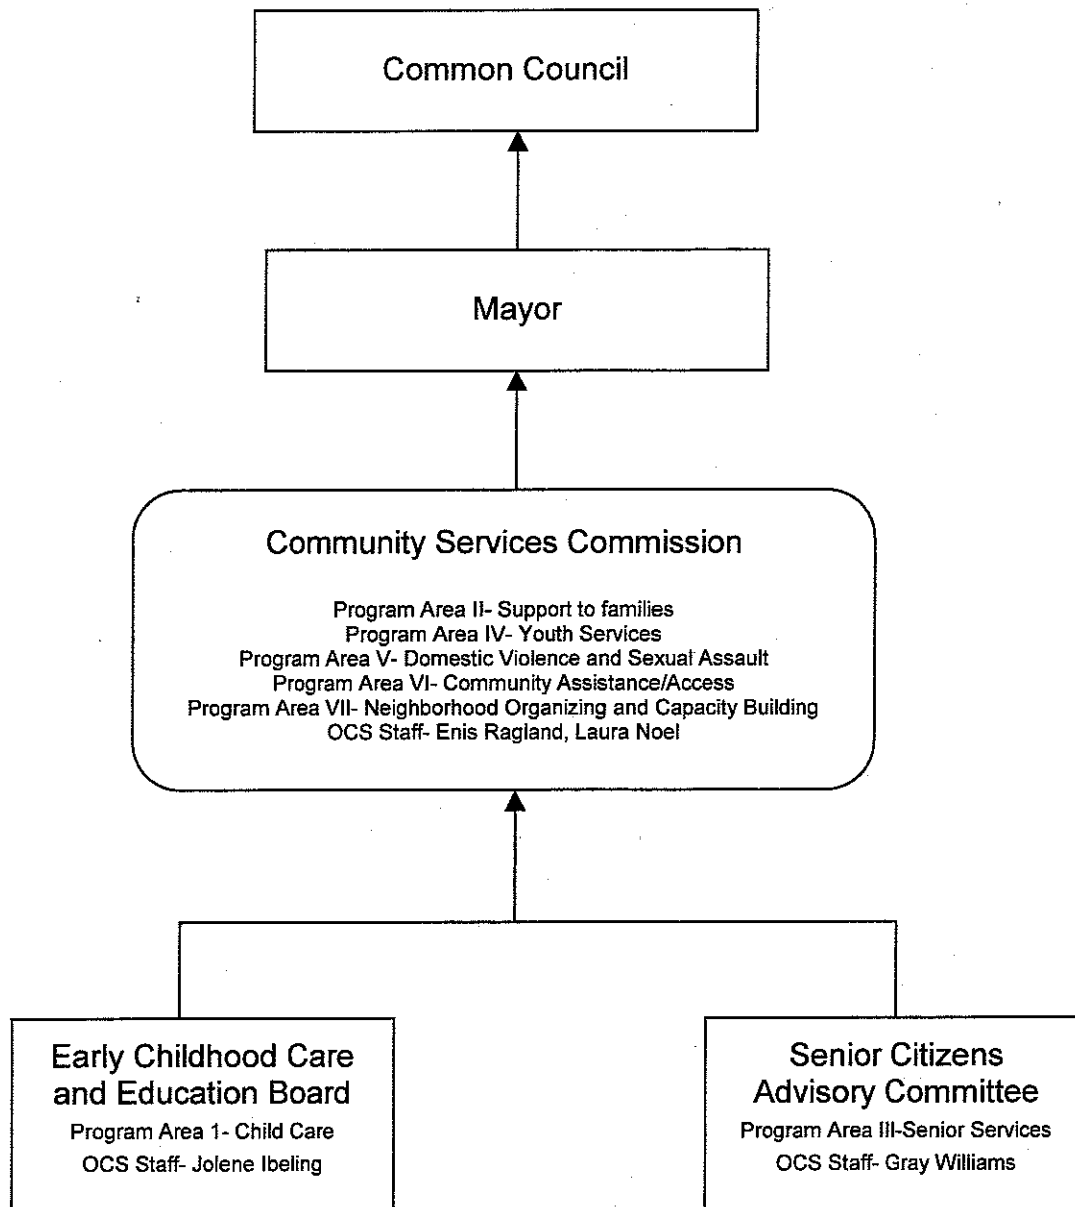 Common Council
Mayor
Community Services Commission
Program Area II- Support to families
Program Area IV- Youth Services
Program Area V- Domestic Violence and Sexual Assault
Program Area VI- Community Assistance/Access
Program Area VII- Neighborhood Organizing and Capacity Building
OCS Staff- Enis Ragland, Laura Noel
Early Childhood Care
and Education Board
Program Area 1- Child Care
OCS Staff- Jolene Ibeling
Senior Citizens
Advisory Committee
Program Area III-Senior Services
OCS Staff- Gray Williams